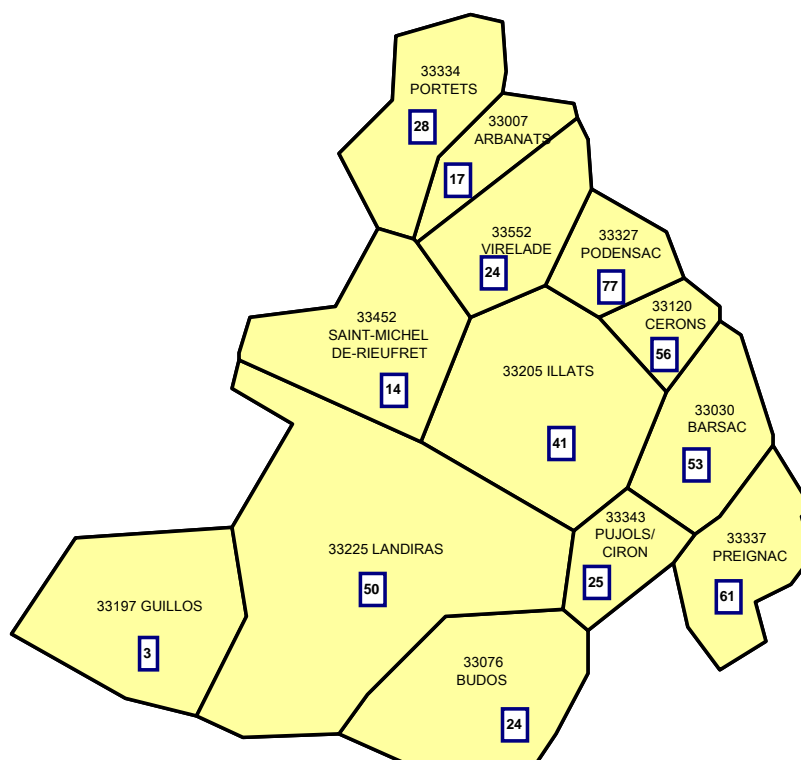 33334
PORTETS
28
33007
ARBANATS
17
33552
VIRELADE
24
33327
PODENSAC
77
33120
CERONS
56
33452
SAINT-MICHEL
DE-RIEUFRET
14
33205 ILLATS
41
33030
BARSAC
53
33343
PUJOLS/
CIRON
25
33337
PREIGNAC
61
33225 LANDIRAS
50
33197 GUILLOS
3
33076
BUDOS
24